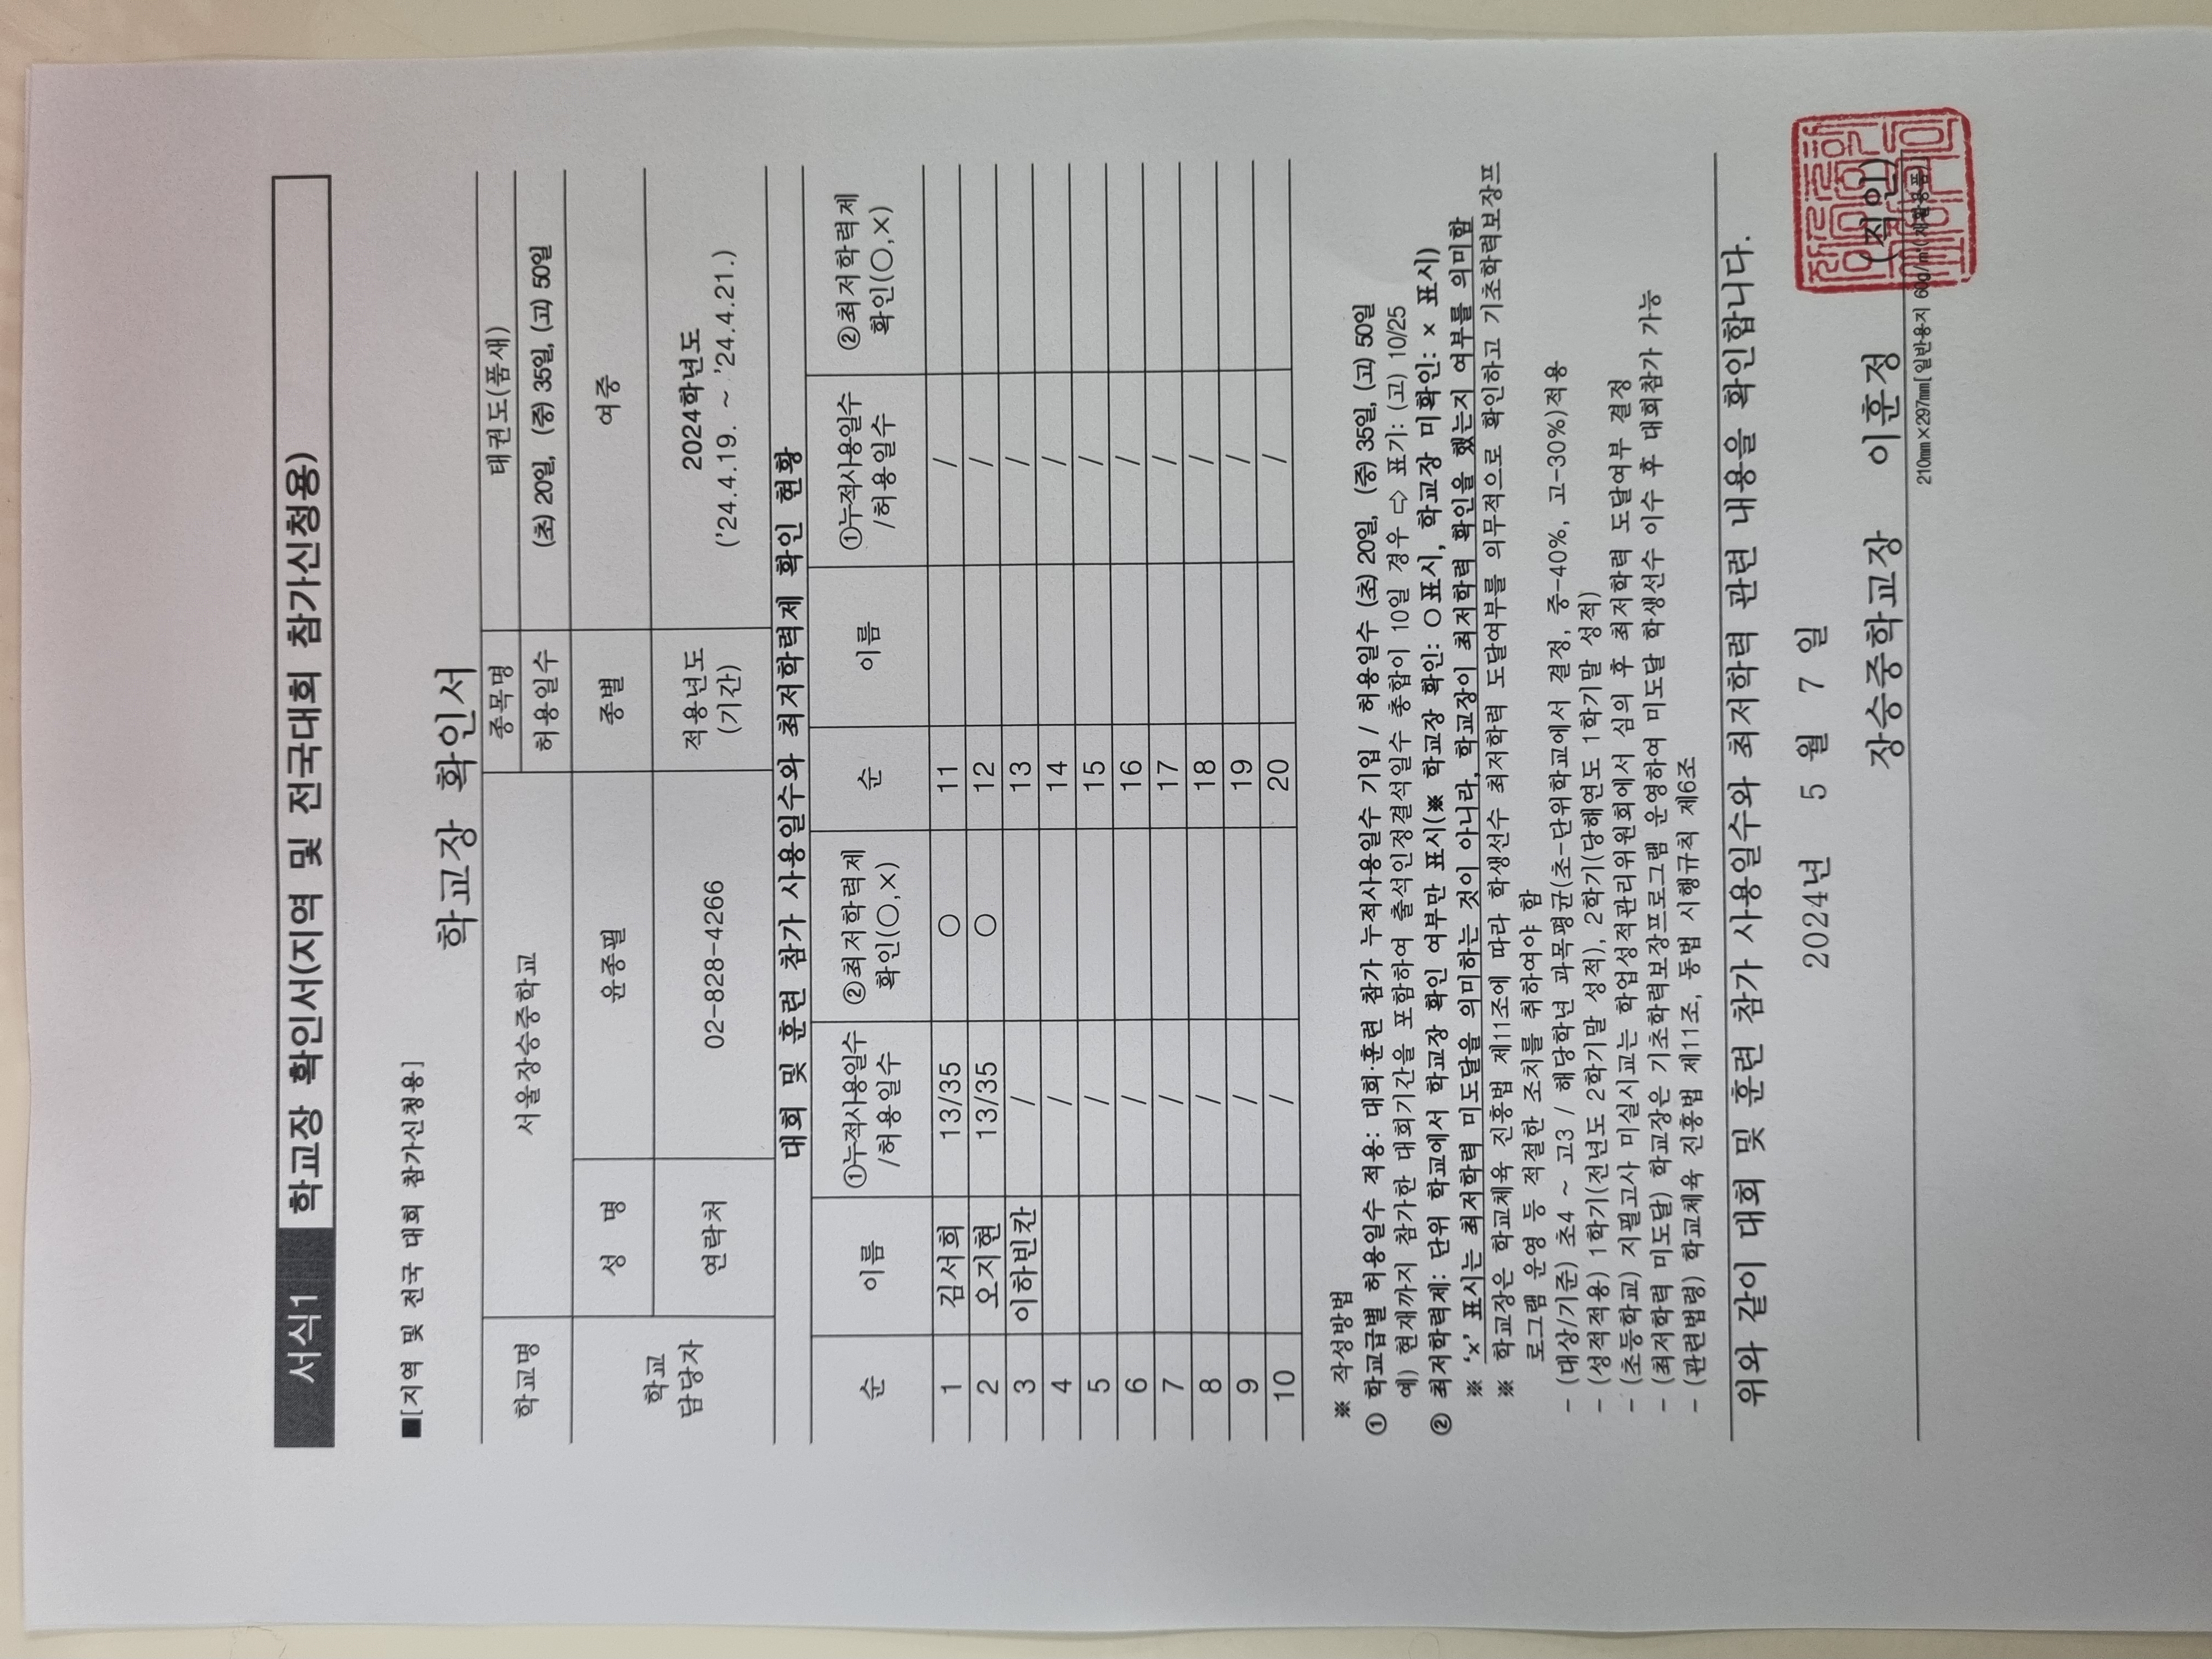 서식1 학교장 확인서(지역 및 전국대회 참가신청용)
■[지역 및 전국 대회 참가신청용]
학교장 확인서
학교명 서울장승중학교 종목명 태권도(품새)
허용일수 (초) 20일, (중) 35일, (고) 50일
학교 담당자 성 명 윤종필 종별 여중
연락처 02-828-4266 적용년도 (기간) 2024학년도
('24.4.19. ~ '24.4.21.)
대회 및 훈련 참가 사용일수와 최저학력제 확인 현황
순 이름 ①누적사용일수 /허용일수 ②최저학력제 확인(○,×) 순 이름 ①누적사용일수 /허용일수 ②최저학력제 확인(○,×)
1 김서희 13/35 ○ 11 /
2 오지현 13/35 ○ 12 /
3 이하빈칸 / 13 /
4 / 14 /
5 / 15 /
6 / 16 /
7 / 17 /
8 / 18 /
9 / 19 /
10 / 20 /
※ 작성방법
① 학교급별 허용일수 적용: 대회·훈련 참가 누적사용일수 기입 / 허용일수 (초) 20일, (중) 35일, (고) 50일
예) 현재까지 참가한 대회기간을 포함하여 출석인정결석일수 총합이 10일 경우 ⇨ 표기: (고) 10/25
② 최저학력제: 단위 학교에서 학교장 확인 여부만 표시(※ 학교장 확인: ○표시, 학교장 미확인: × 표시)
※ ‘×’ 표시는 최저학력 미도달을 의미하는 것이 아니라, 학교장이 최저학력 확인을 했는지 여부를 의미함
※ 학교장은 학교체육 진흥법 제11조에 따라 학생선수 최저학력 도달여부를 의무적으로 확인하고 기초학력보장프
로그램 운영 등 적절한 조치를 취하여야 함
- (대상/기준) 초4 ~ 고3 / 해당학년 과목평균(초-단위학교에서 결정, 중-40%, 고-30%)적용
- (성적적용) 1학기(전년도 2학기말 성적), 2학기(당해연도 1학기말 성적)
- (초등학교) 지필고사 미실시교는 학업성적관리위원회에서 심의 후 최저학력 도달여부 결정
- (최저학력 미도달) 학교장은 기초학력보장프로그램 운영하여 미도달 학생선수 이수 후 대회참가 가능
- (관련법령) 학교체육 진흥법 제11조, 동법 시행규칙 제6조
위와 같이 대회 및 훈련 참가 사용일수와 최저학력 관련 내용을 확인합니다.
2024년 5 월 7 일
장승중학교장 이훈정 (직인)
210㎜×297㎜[일반용지 60g/㎡(재활용품)]